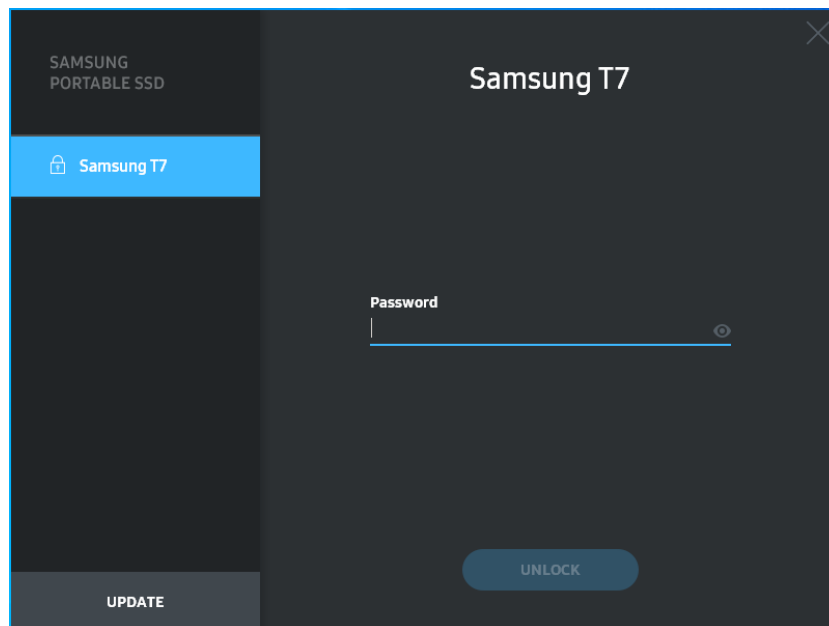 SAMSUNG
PORTABLE SSD
Samsung T7
Samsung T7
Password
UNLOCK
UPDATE